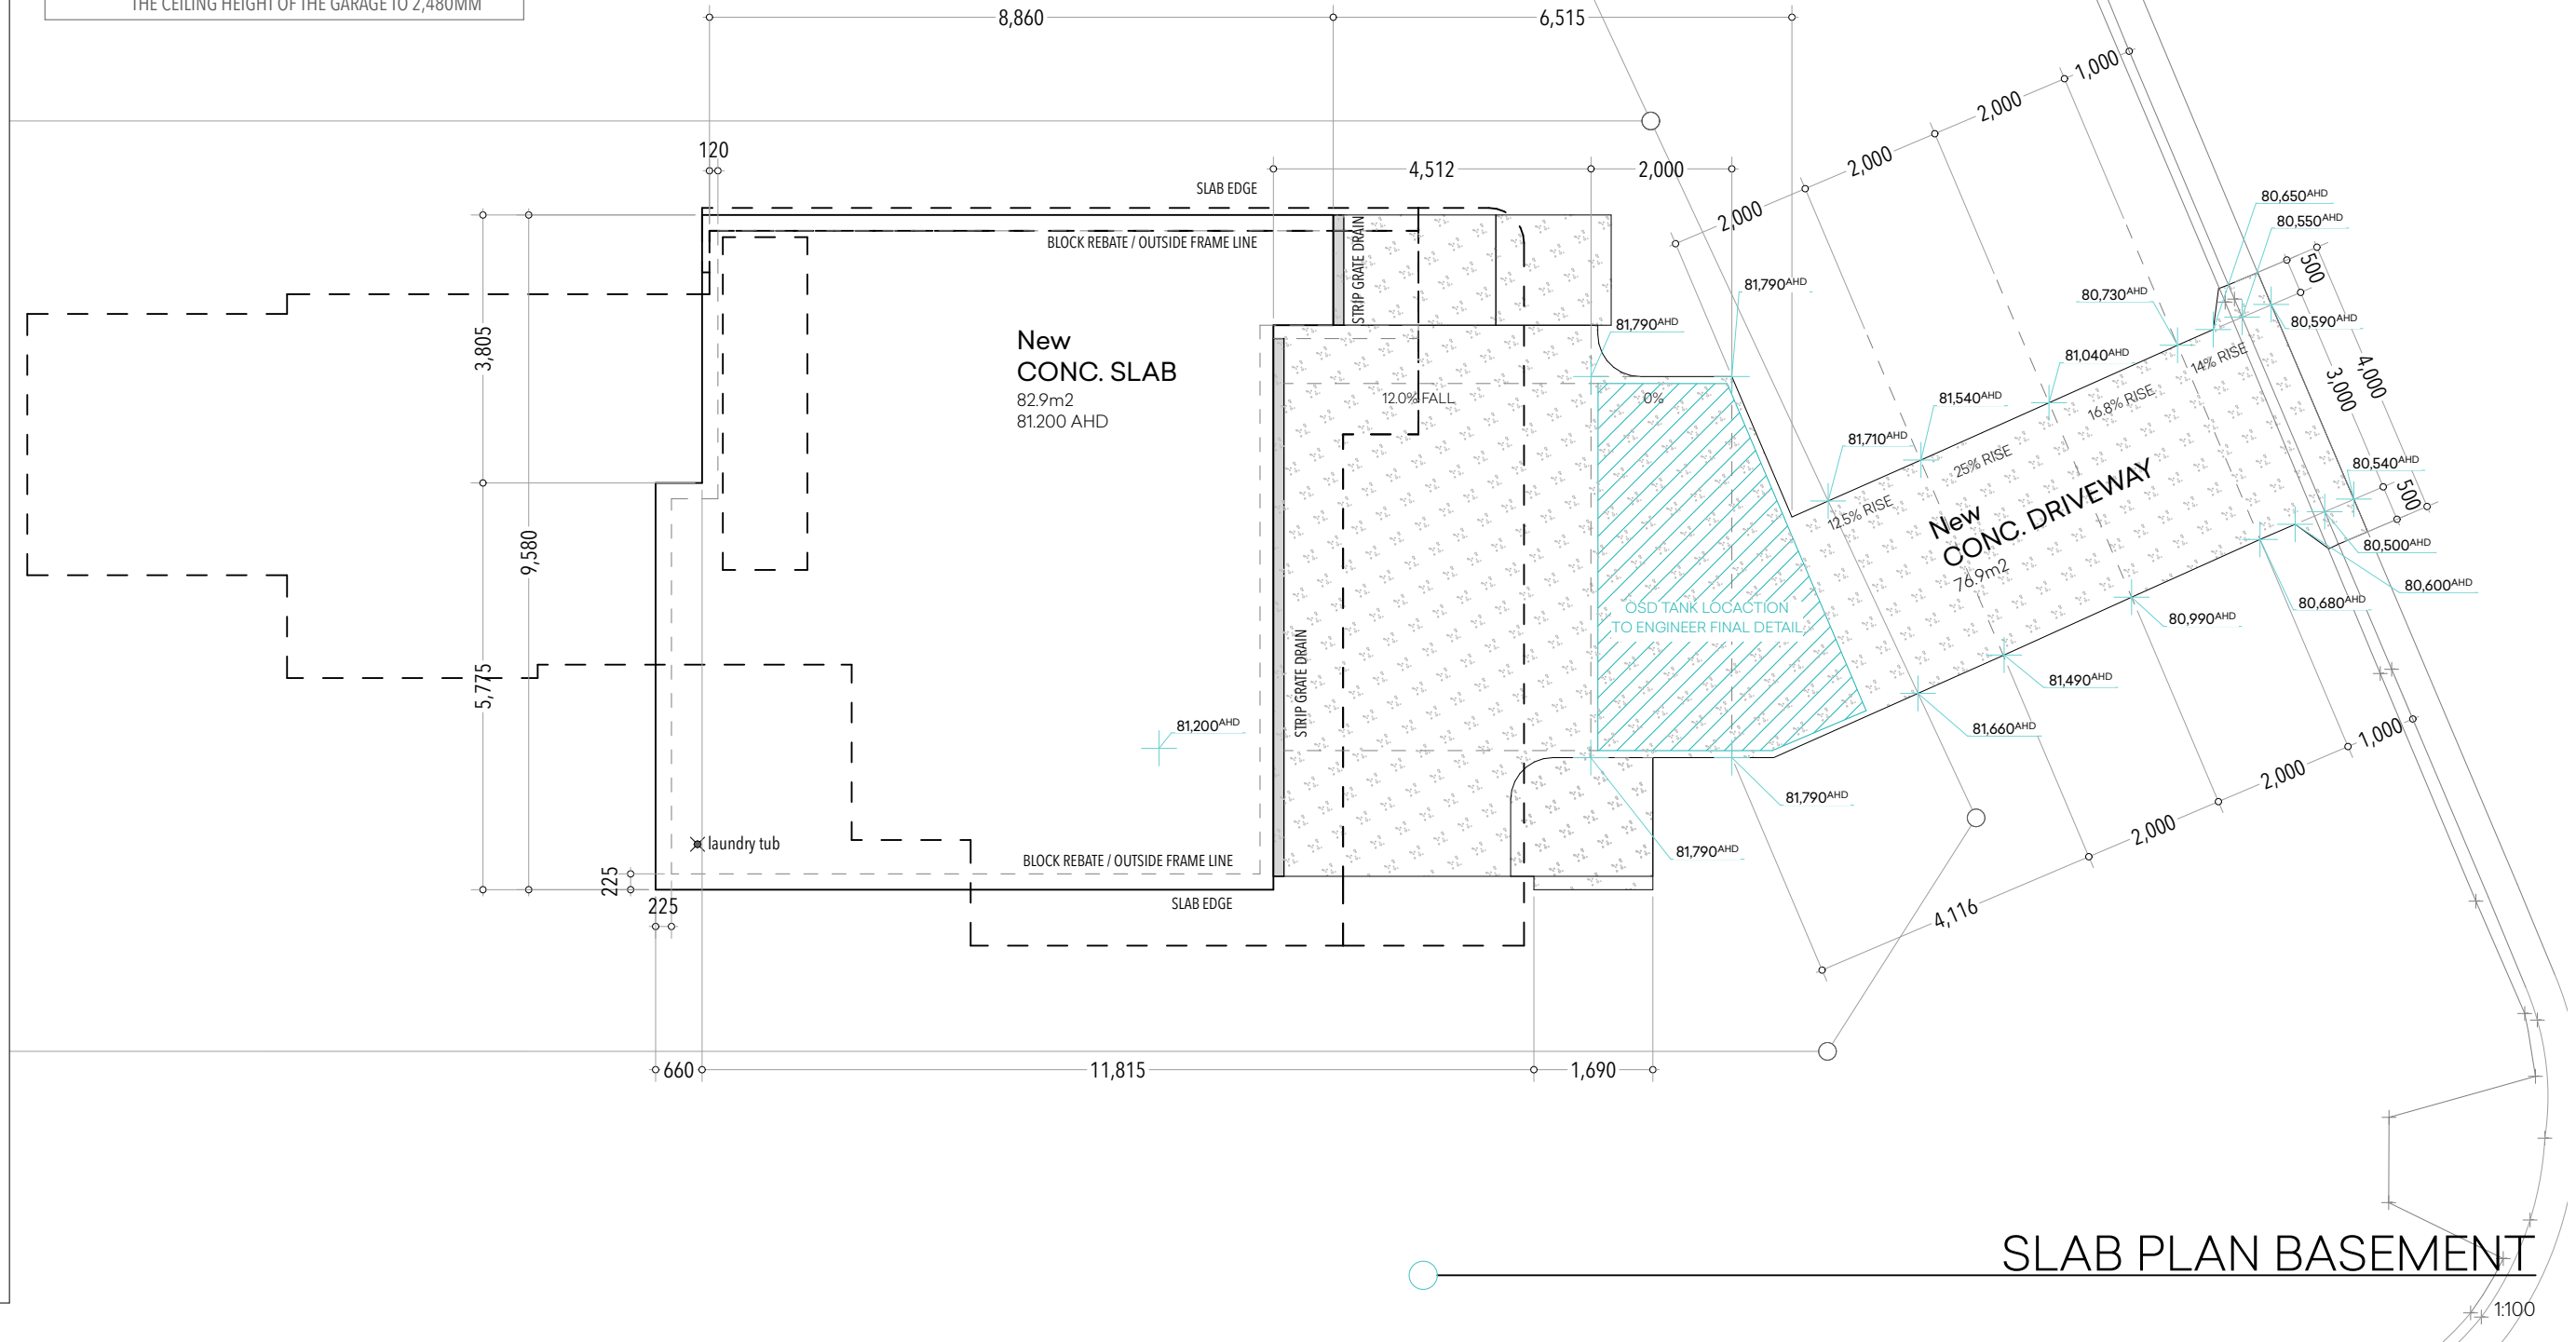 THE CEILING HEIGHT OF THE GARAGE TO 2,480MM
8,860
6,515
1,000
2,000
2,000
2,000
120
4,512
2,000
SLAB EDGE
BLOCK REBATE / OUTSIDE FRAME LINE
STRIP GRATE DRAIN
80,650AHD
80,550AHD
500
81,790AHD
80,730AHD
81,790AHD
80,590AHD
3,805
New
CONC. SLAB
82.9m2
81.200 AHD
81,040AHD
14% RISE
4,000
3,000
12.0% FALL
0%
81,540AHD
16.8% RISE
81,710AHD
25% RISE
80,540AHD
500
12.5% RISE
New
CONC. DRIVEWAY
76.9m2
9,580
80,500AHD
80,600AHD
80,680AHD
OSD TANK LOCACTION
TO ENGINEER FINAL DETAIL
80,990AHD
5,775
STRIP GRATE DRAIN
81,490AHD
81,200AHD
81,660AHD
1,000
2,000
2,000
4,116
81,790AHD
laundry tub
81,790AHD
BLOCK REBATE / OUTSIDE FRAME LINE
225
225
SLAB EDGE
660
11,815
1,690
SLAB PLAN BASEMENT
1:100